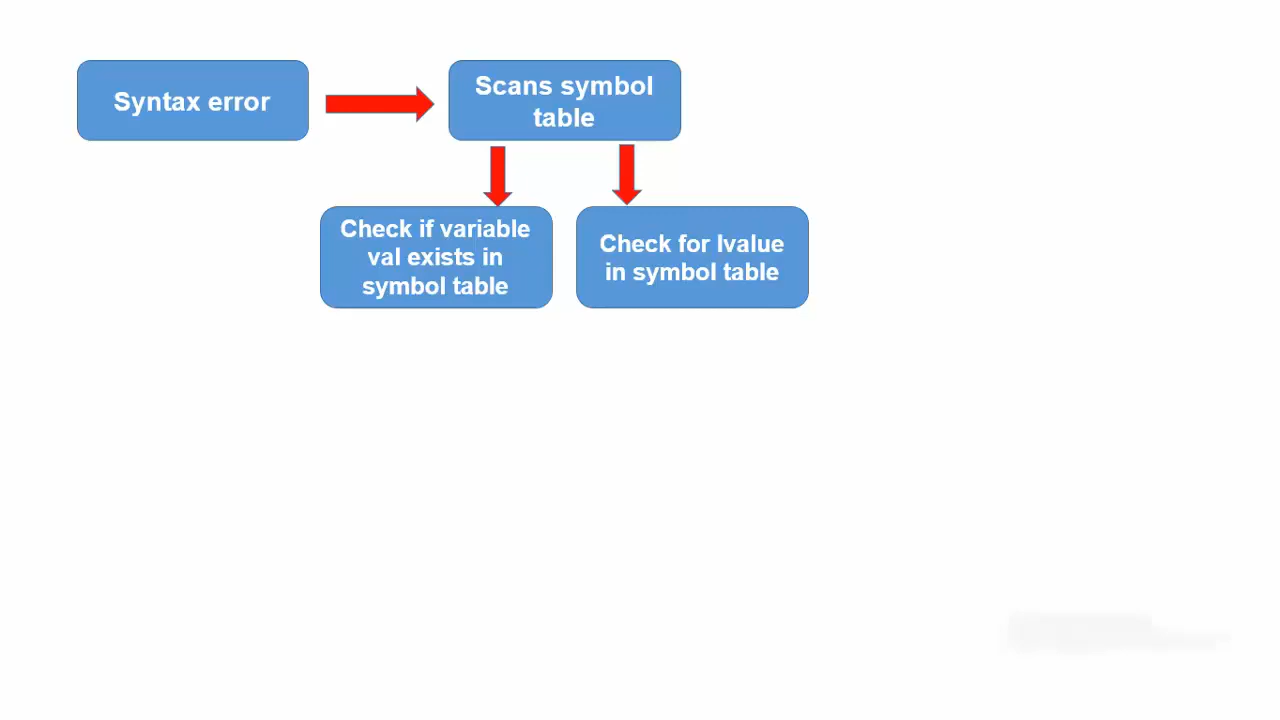 Syntax error
Scans symbol
table
Check if variable
val exists in
symbol table
Check for lvalue
in symbol table